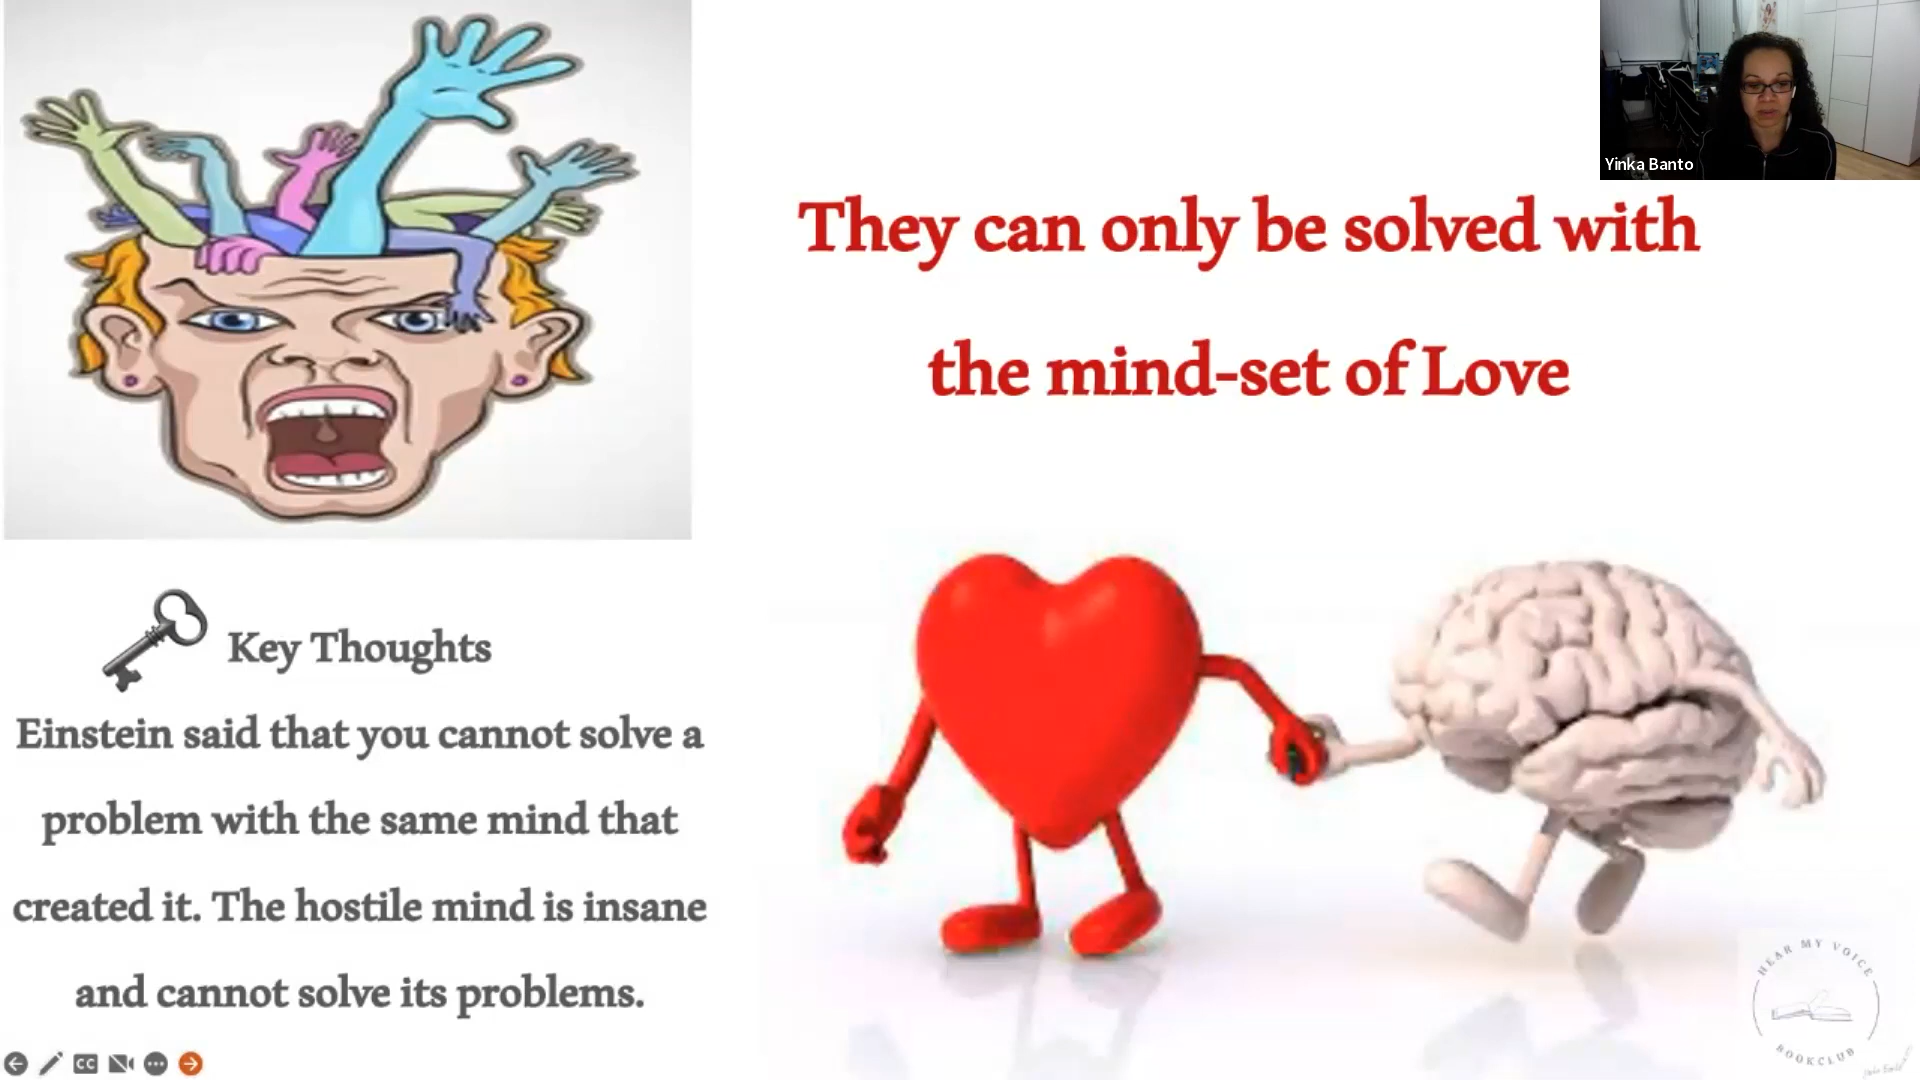 Yinka Banto
They can only be solved with
the mind-set of Love
Key Thoughts
Einstein said that you cannot solve a
problem with the same mind that
created it. The hostile mind is insane
and cannot solve its problems.
CC
HEAR MY VOICE
BOOKCLUB